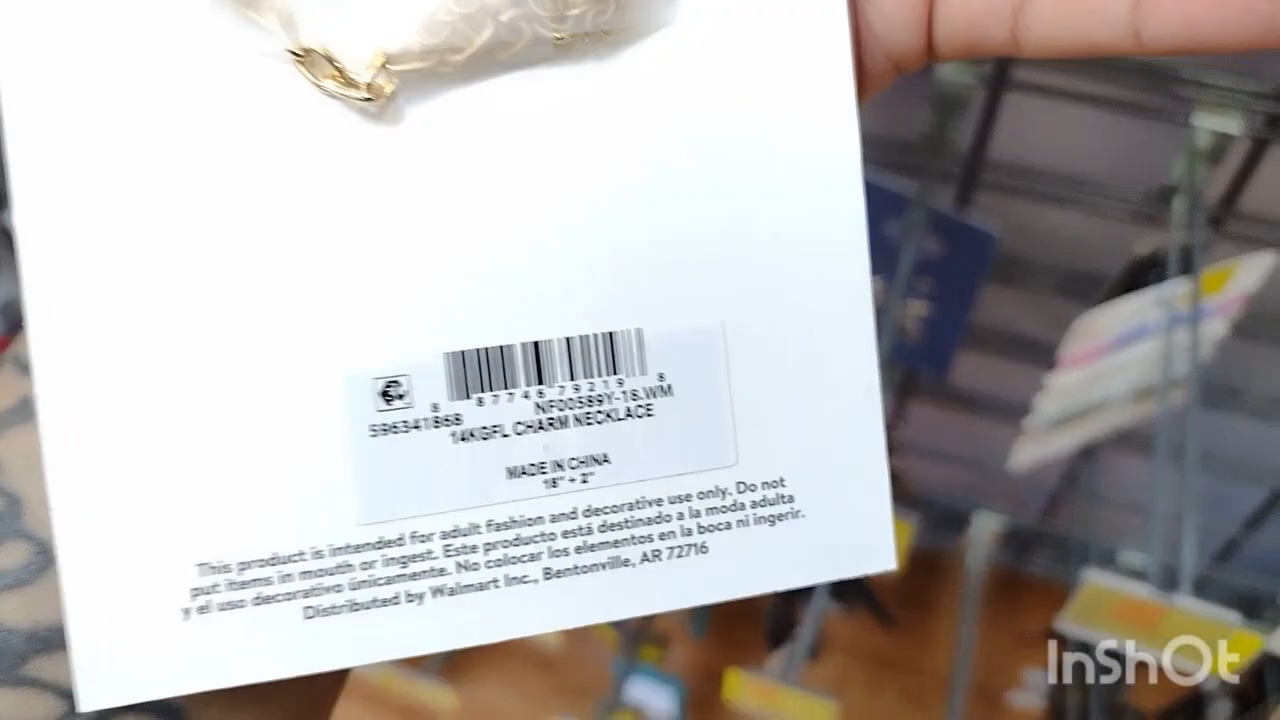 8 87746 79219 8
596341868 NF00389Y-18.WM
14KGFL CHARM NECKLACE
MADE IN CHINA
18" + 2"
This product is intended for adult fashion and decorative use only. Do not
put items in mouth or ingest. Este producto está destinado a la moda adulta
y el uso decorativo únicamente. No colocar los elementos en la boca ni ingerir.
Distributed by Walmart Inc., Bentonville, AR 72716
InShOt